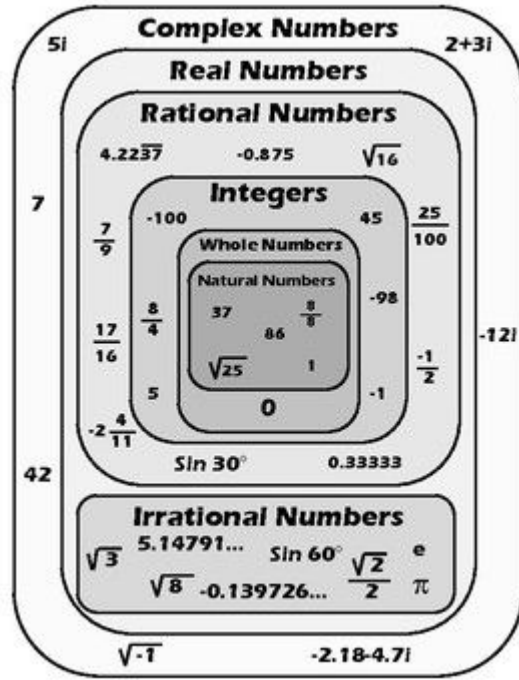 Complex Numbers
5i
2+3i
Real Numbers
Rational Numbers
4.223̅7̅
-0.875
√16
Integers
-100
45
25/100
7
7/9
Whole Numbers
Natural Numbers
37
8/8
-98
8/4
86
17/16
-12i
√25
1
-1/2
5
0
-1
-2 4/11
Sin 30°
0.33333
42
Irrational Numbers
√3
5.14791...
Sin 60°
√2/2
e
√8
-0.139726...
π
√-1
-2.18-4.7i